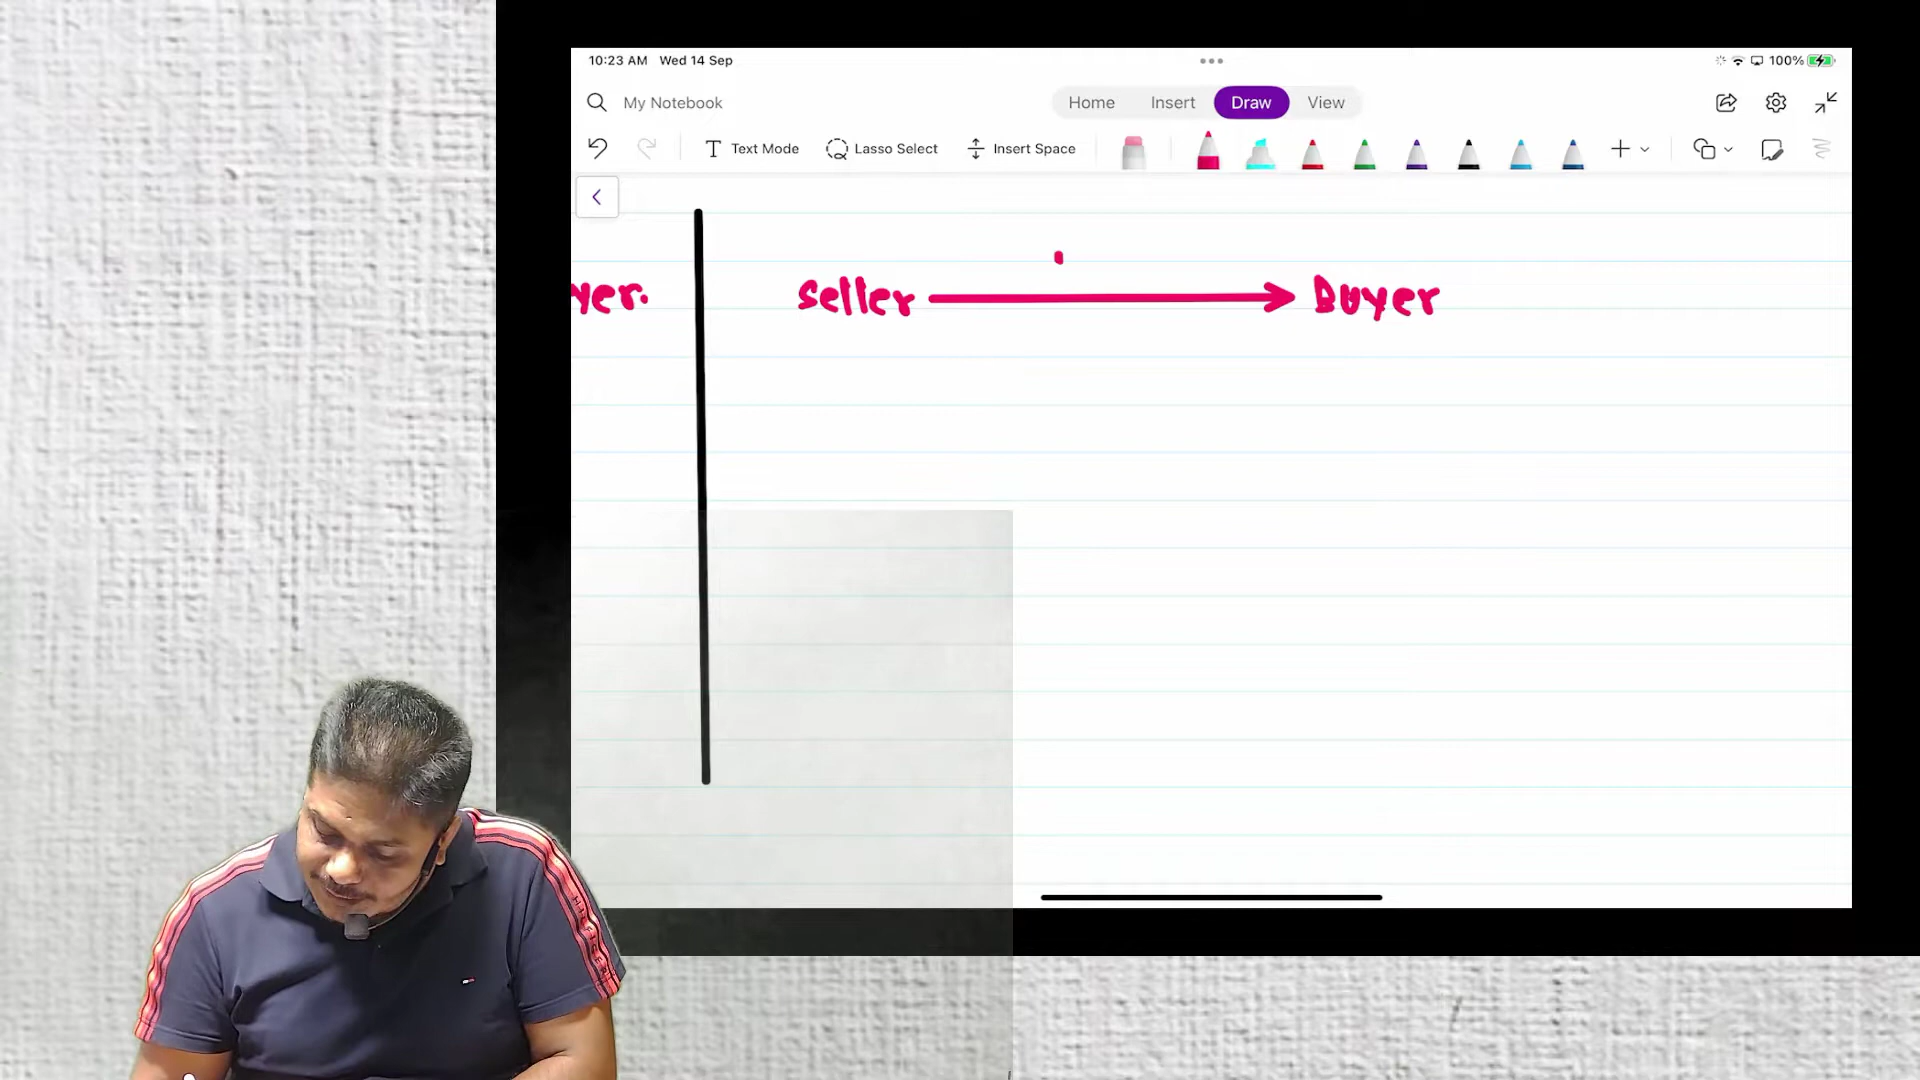 10:23 AM Wed 14 Sep
100%
My Notebook
Home Insert Draw View
Text Mode Lasso Select Insert Space
yer. Seller Buyer